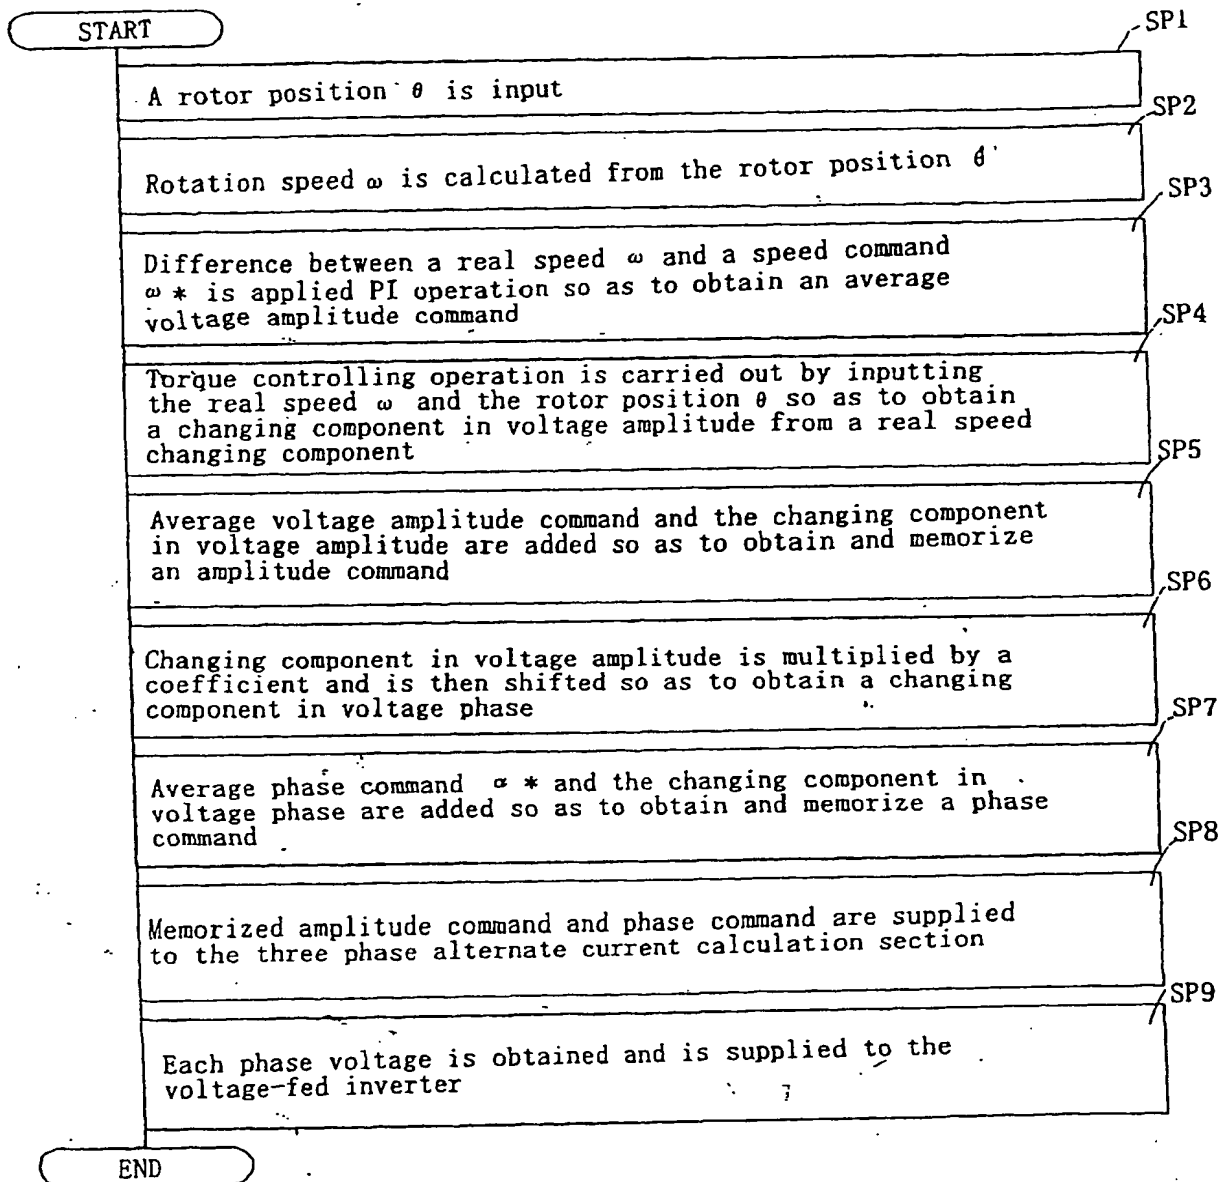 START
SP1
A rotor position θ is input
SP2
Rotation speed ω is calculated from the rotor position θ
SP3
Difference between a real speed ω and a speed command
ω * is applied PI operation so as to obtain an average
voltage amplitude command
SP4
Torque controlling operation is carried out by inputting
the real speed ω and the rotor position θ so as to obtain
a changing component in voltage amplitude from a real speed
changing component
SP5
Average voltage amplitude command and the changing component
in voltage amplitude are added so as to obtain and memorize
an amplitude command
SP6
Changing component in voltage amplitude is multiplied by a
coefficient and is then shifted so as to obtain a changing
component in voltage phase
SP7
Average phase command α * and the changing component in
voltage phase are added so as to obtain and memorize a phase
command
SP8
Memorized amplitude command and phase command are supplied
to the three phase alternate current calculation section
SP9
Each phase voltage is obtained and is supplied to the
voltage-fed inverter
END